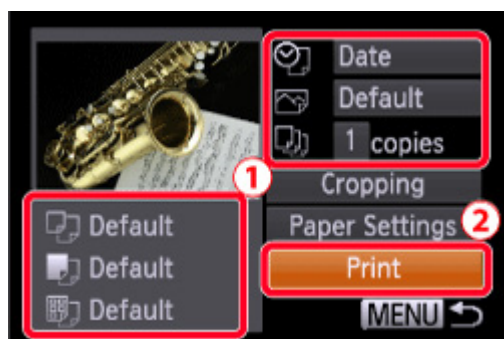 Date
Default
1 copies
1
Cropping
Default
Paper Settings
2
Default
Print
Default
MENU